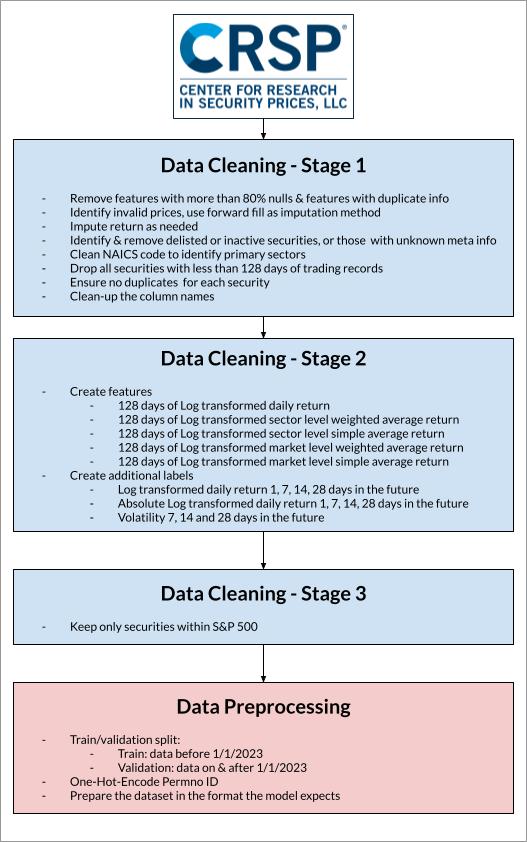 CRSP®
CENTER FOR RESEARCH
IN SECURITY PRICES, LLC
Data Cleaning - Stage 1
- Remove features with more than 80% nulls & features with duplicate info
- Identify invalid prices, use forward fill as imputation method
- Impute return as needed
- Identify & remove delisted or inactive securities, or those with unknown meta info
- Clean NAICS code to identify primary sectors
- Drop all securities with less than 128 days of trading records
- Ensure no duplicates for each security
- Clean-up the column names
Data Cleaning - Stage 2
- Create features
- 128 days of Log transformed daily return
- 128 days of Log transformed sector level weighted average return
- 128 days of Log transformed sector level simple average return
- 128 days of Log transformed market level weighted average return
- 128 days of Log transformed market level simple average return
- Create additional labels
- Log transformed daily return 1, 7, 14, 28 days in the future
- Absolute Log transformed daily return 1, 7, 14, 28 days in the future
- Volatility 7, 14 and 28 days in the future
Data Cleaning - Stage 3
- Keep only securities within S&P 500
Data Preprocessing
- Train/validation split:
- Train: data before 1/1/2023
- Validation: data on & after 1/1/2023
- One-Hot-Encode Permno ID
- Prepare the dataset in the format the model expects